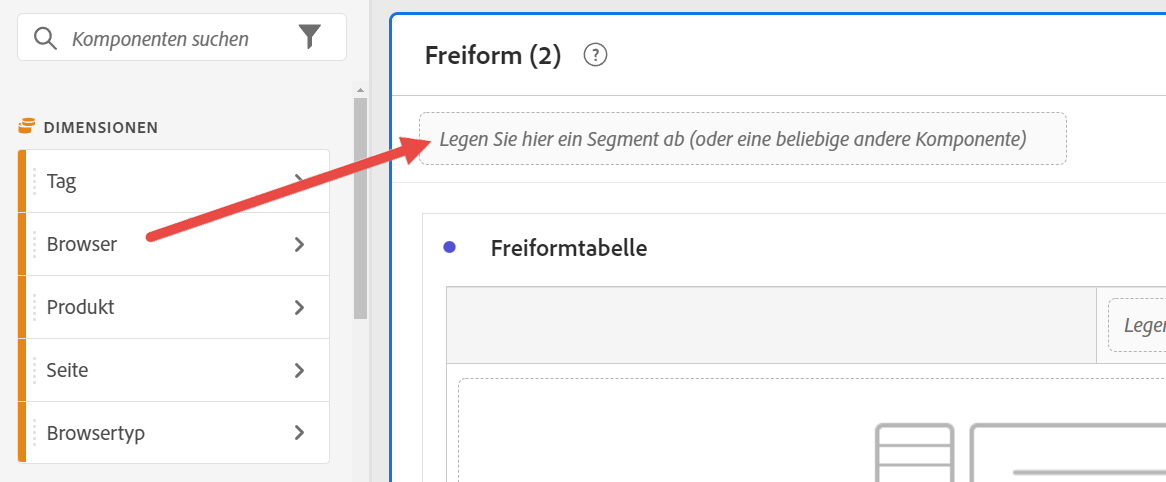 Komponenten suchen
DIMENSIONEN
Tag
Browser
Produkt
Seite
Browsertyp
Freiform (2) ?
Legen Sie hier ein Segment ab (oder eine beliebige andere Komponente)
Freiformtabelle